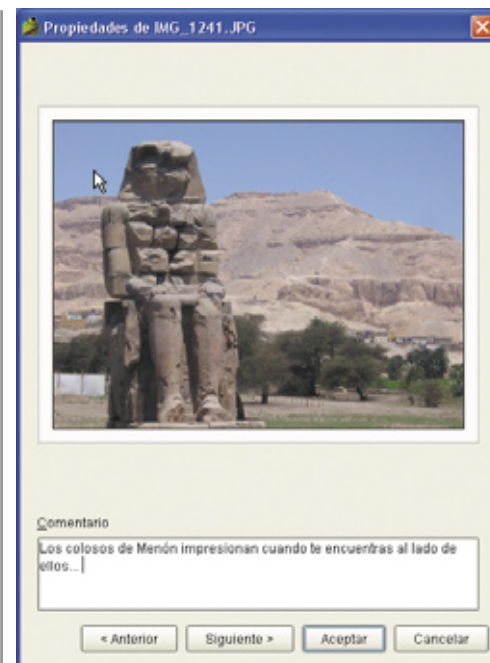 Propiedades de IMG_1241.JPG
Comentario
Los colosos de Menón impresionan cuando te encuentras al lado de
ellos...
< Anterior
Siguiente >
Aceptar
Cancelar